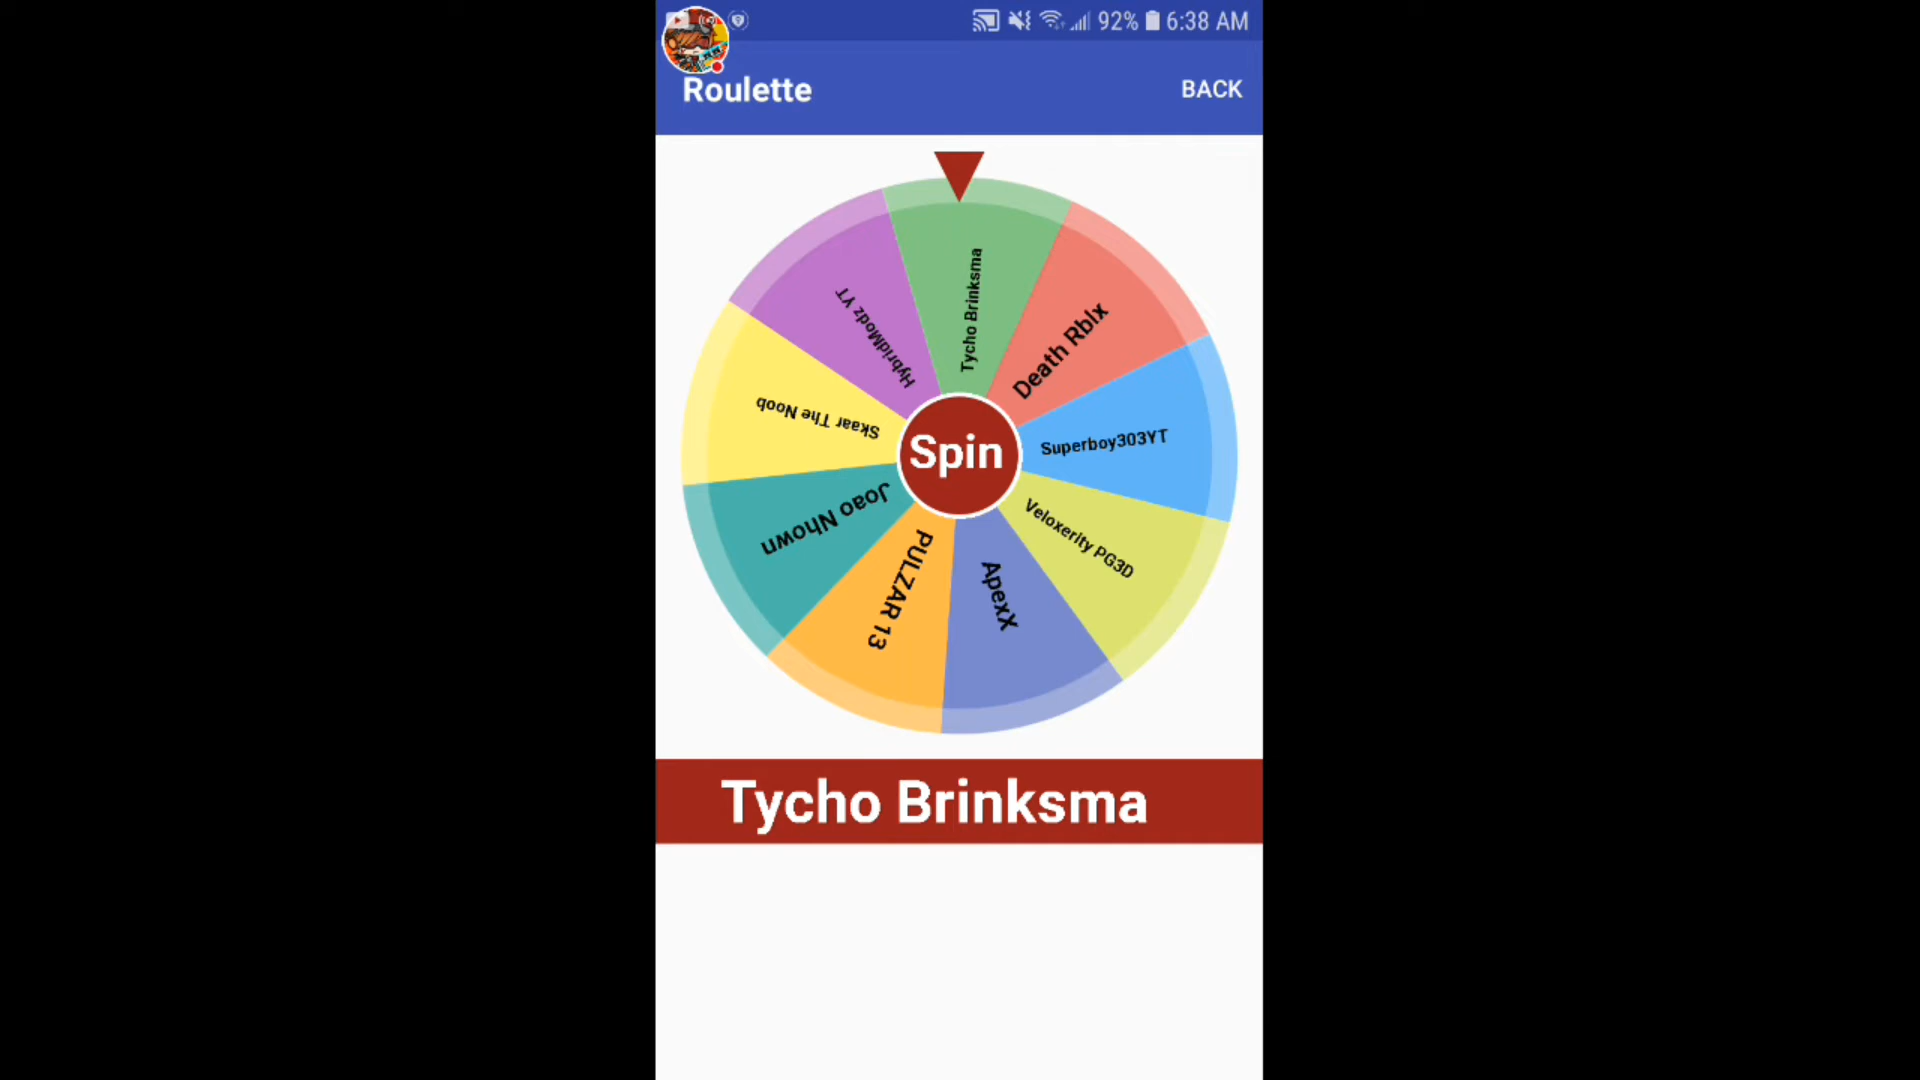 92% 6:38 AM
Roulette
BACK
Tycho Brinksma
Death Rblx
Superboy303YT
Veloxerity PG3D
ApexX
PULZAR 13
Joao Nhown
Skaar The Noob
HybridModz YT
Spin
Tycho Brinksma